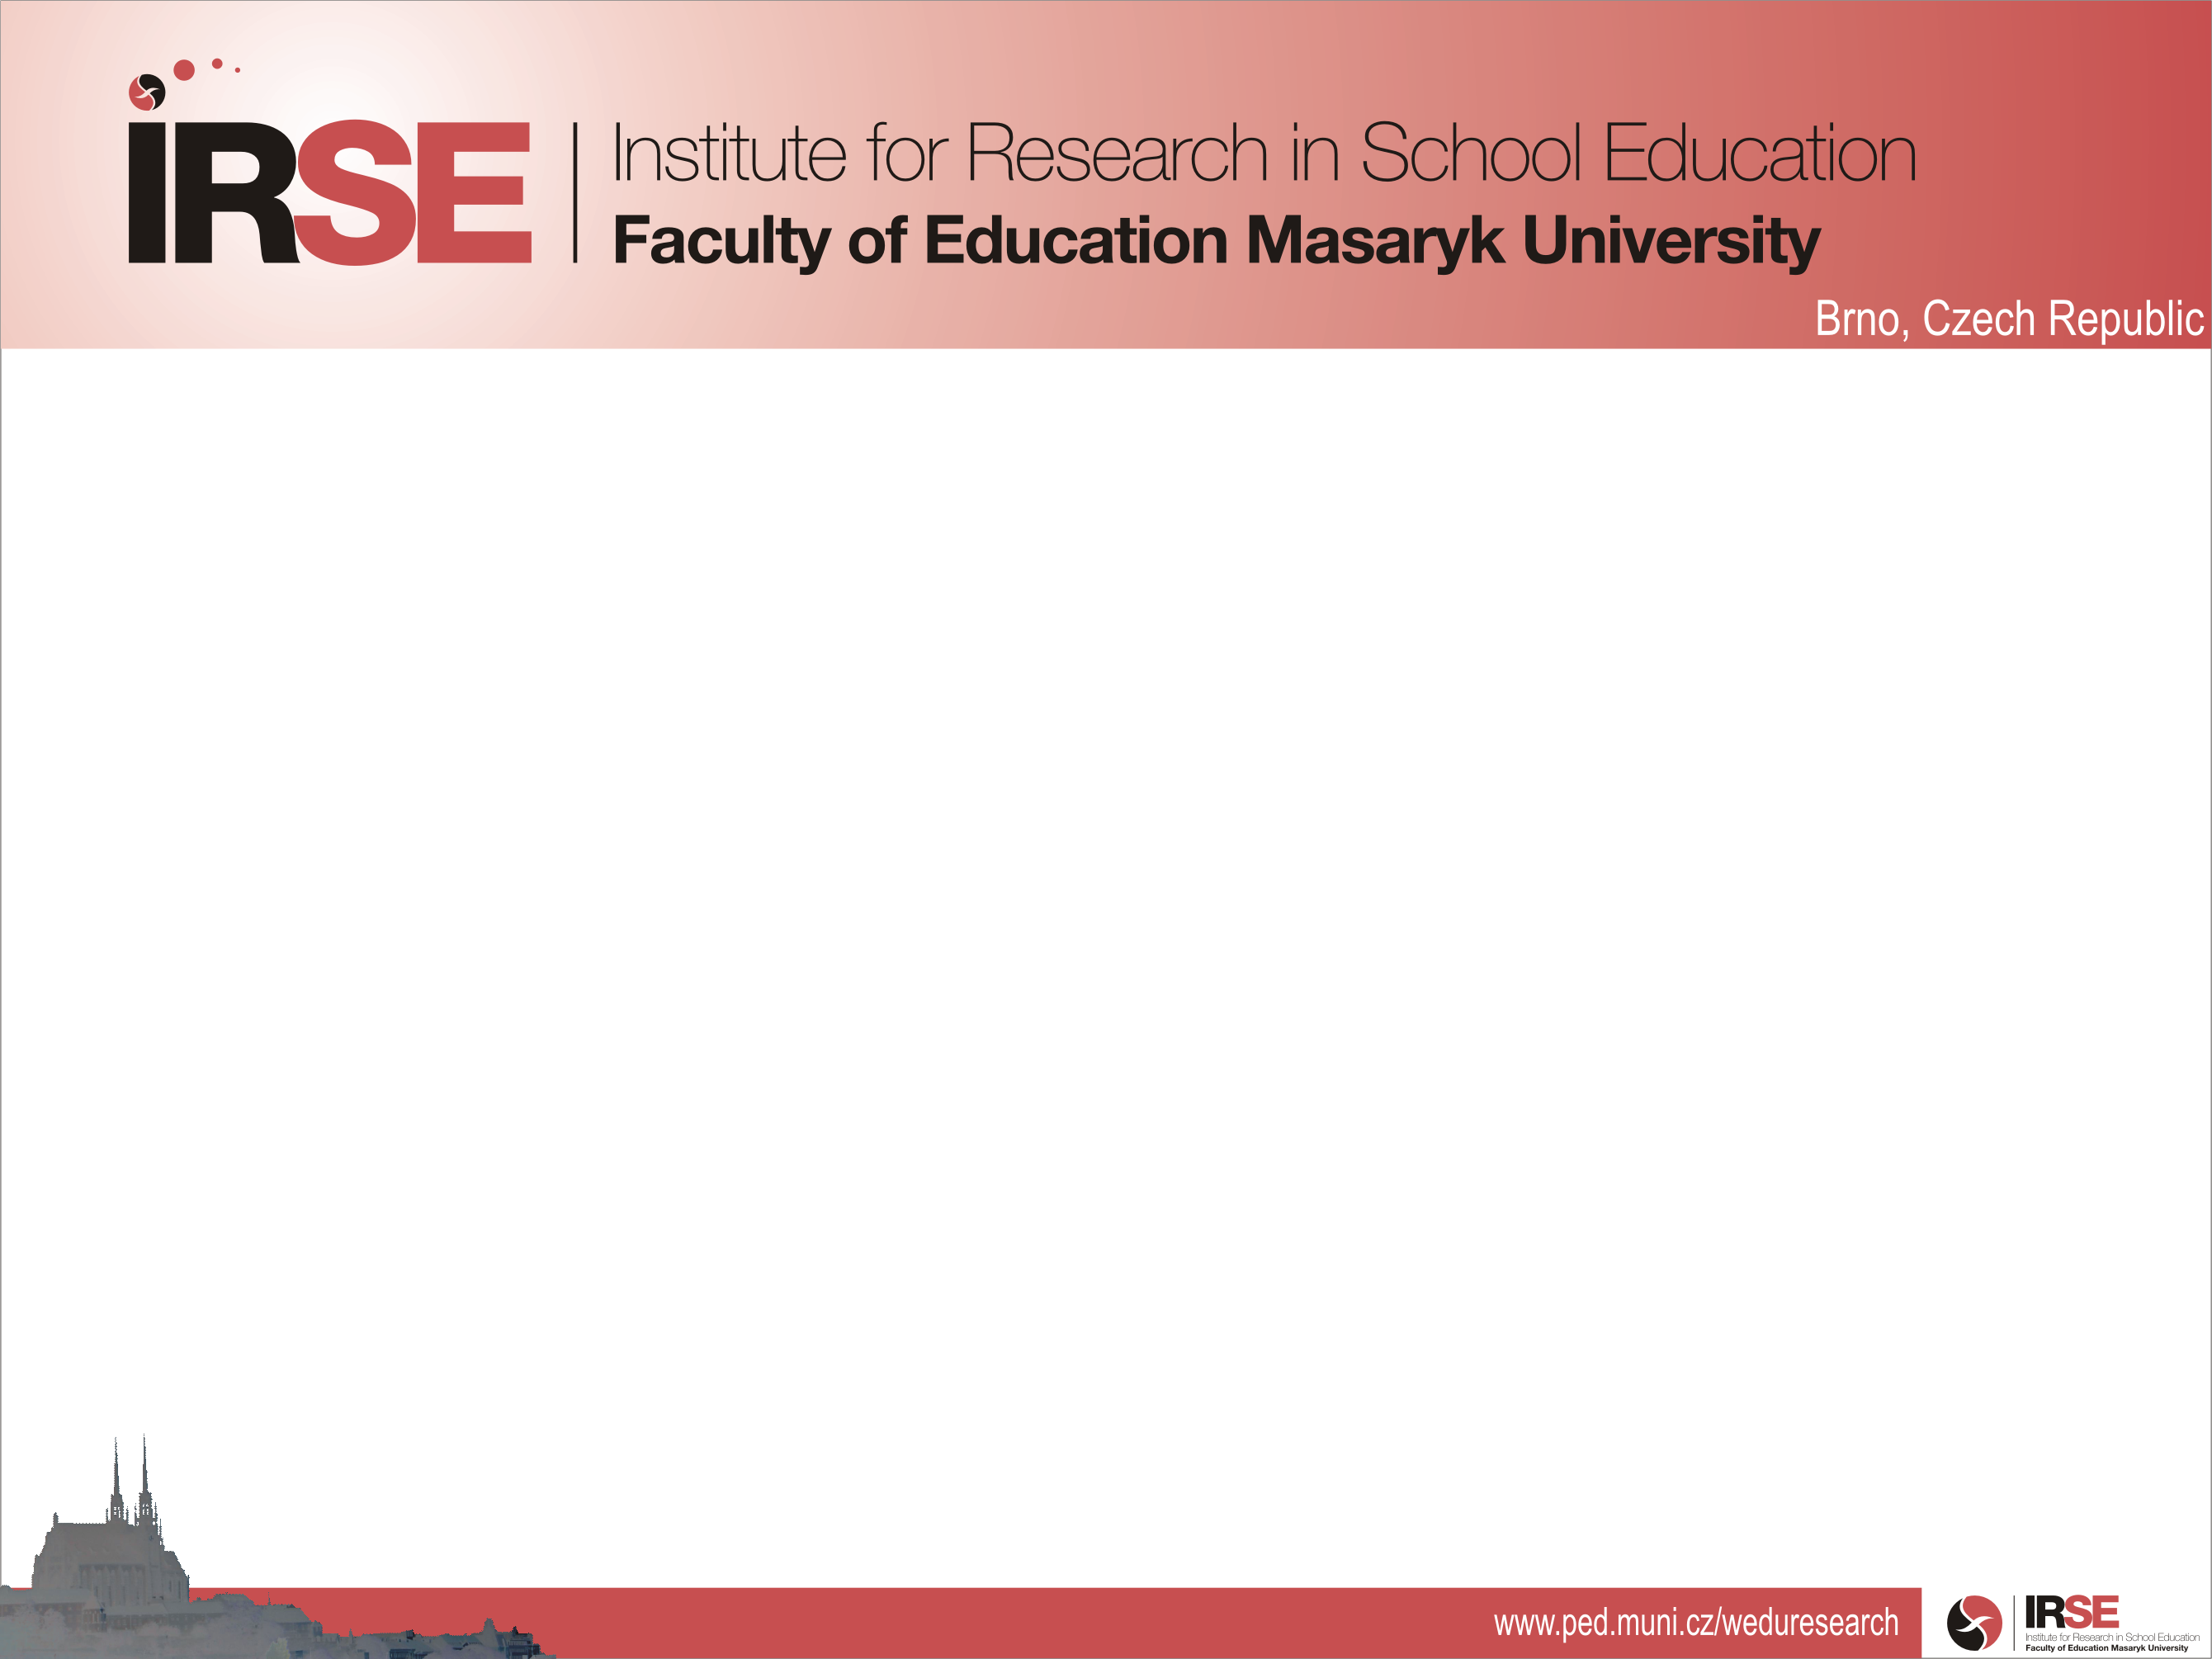 IRSE
Institute for Research in School Education
Faculty of Education Masaryk University
Brno, Czech Republic
www.ped.muni.cz/weduresearch
IRSE
Institute for Research in School Education
Faculty of Education Masaryk University